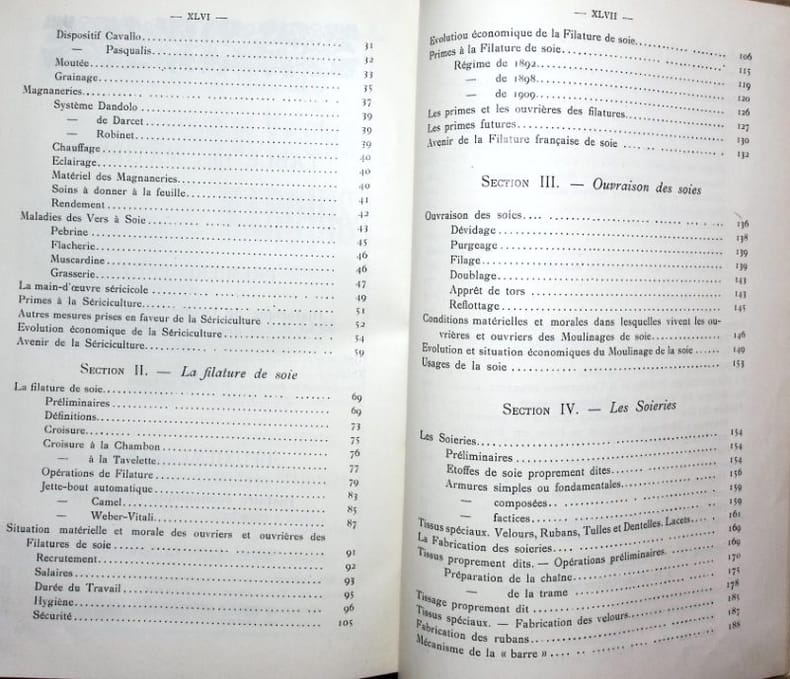 — XLVI —
Dispositif Cavallo........ 31
— Pasqualis........ 32
Moutée........ 33
Grainage........ 35
Magnaneries........ 37
Système Dandolo ........ 39
— de Darcet ........ 39
— Robinet........ 39
Chauffage ........ 40
Eclairage........ 40
Matériel des Magnaneries........ 40
Soins à donner à la feuille........ 41
Rendement ........ 42
Maladies des Vers à Soie ........ 43
Pebrine ........ 45
Flacherie........ 46
Muscardine ........ 46
Grasserie ........ 47
La main-d'œuvre séricicole ........ 49
Primes à la Sériciculture........ 51
Autres mesures prises en faveur de la Sériciculture ........ 52
Evolution économique de la Sériciculture........ 54
Avenir de la Sériciculture........ 59
SECTION II. — La filature de soie
La filature de soie........ 69
Préliminaires ........ 69
Définitions........ 73
Croisure........ 75
Croisure à la Chambon ........ 76
— à la Tavelette ........ 77
Opérations de Filature ........ 79
Jette-bout automatique ........ 83
— Camel........ 85
— Weber-Vitali........ 87
Situation matérielle et morale des ouvriers et ouvrières des
Filatures de soie ........ 91
Recrutement ........ 92
Salaires ........ 93
Durée du Travail ........ 95
Hygiène ........ 96
Sécurité ........ 105
— XLVII —
Evolution économique de la Filature de soie........ 106
Primes à la Filature de soie........ 115
Régime de 1892........ 119
— de 1898........ 120
— de 1909........ 126
Les primes et les ouvrières des filatures........ 127
Les primes futures........ 130
Avenir de la Filature française de soie ........ 132
SECTION III. — Ouvraison des soies
Ouvraison des soies........ 136
Dévidage ........ 138
Purgeage ........ 139
Filage ........ 139
Doublage ........ 143
Apprêt de tors ........ 143
Reflottage ........ 145
Conditions matérielles et morales dans lesquelles vivent les ou-
vrières et ouvriers des Moulinages de soie........ 146
Evolution et situation économiques du Moulinage de la soie ...... 149
Usages de la soie ........ 153
SECTION IV. — Les Soieries
Les Soieries........ 154
Préliminaires ........ 154
Etoffes de soie proprement dites........ 154
Armures simples ou fondamentales........ 156
— composées ........ 159
— factices........ 159
Tissus spéciaux. Velours, Rubans, Tulles et Dentelles. Lacets.... 161
La Fabrication des soieries........ 169
Tissus proprement dits. — Opérations préliminaires. ........ 169
Préparation de la chaîne........ 170
— de la trame ........ 175
Tissage proprement dit ........ 178
Tissus spéciaux. — Fabrication des velours........ 185
Fabrication des rubans........ 187
Mécanisme de la « barre » ........ 188